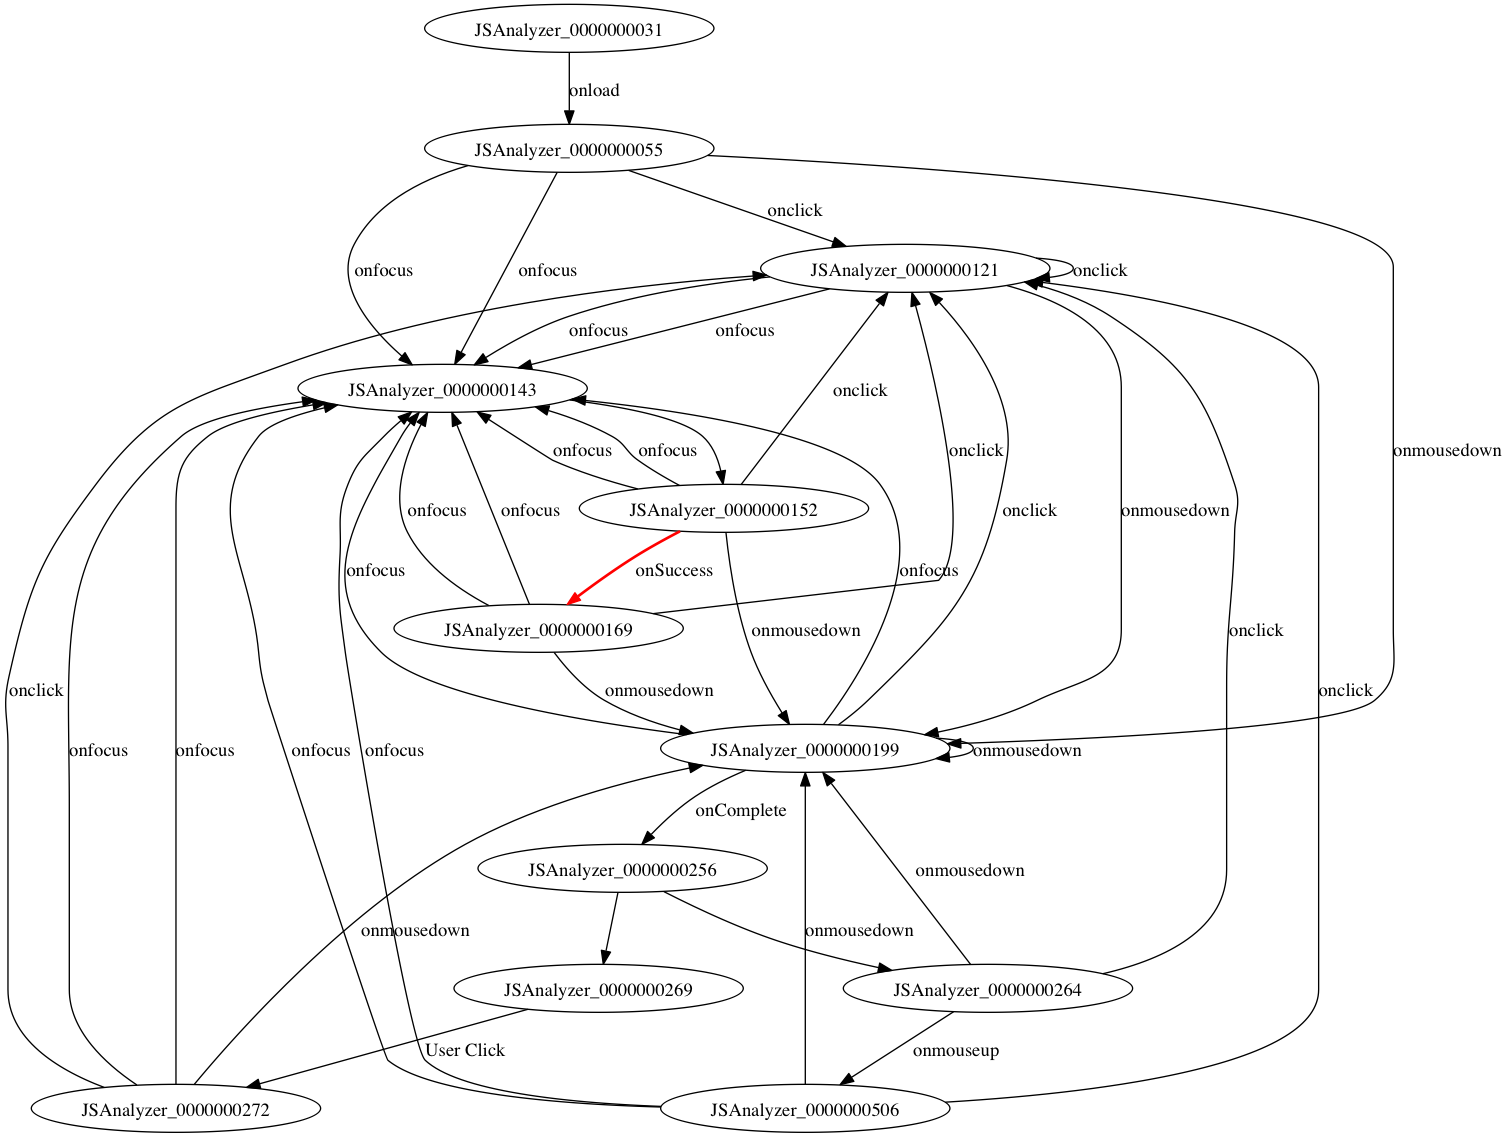 JSAnalyzer_0000000031
onload
JSAnalyzer_0000000055
onclick
onfocus
onfocus
JSAnalyzer_0000000121
onclick
onfocus
onfocus
JSAnalyzer_0000000143
onclick
onfocus
onfocus
onclick
onmousedown
JSAnalyzer_0000000152
onfocus
onfocus
onclick
onmousedown
onfocus
onSuccess
onfocus
JSAnalyzer_0000000169
onmousedown
onclick
onclick
onmousedown
onclick
onfocus
onfocus
onfocus
onfocus
JSAnalyzer_0000000199
onmousedown
onComplete
JSAnalyzer_0000000256
onmousedown
onmousedown
onmousedown
JSAnalyzer_0000000269
JSAnalyzer_0000000264
User Click
onmouseup
JSAnalyzer_0000000272
JSAnalyzer_0000000506